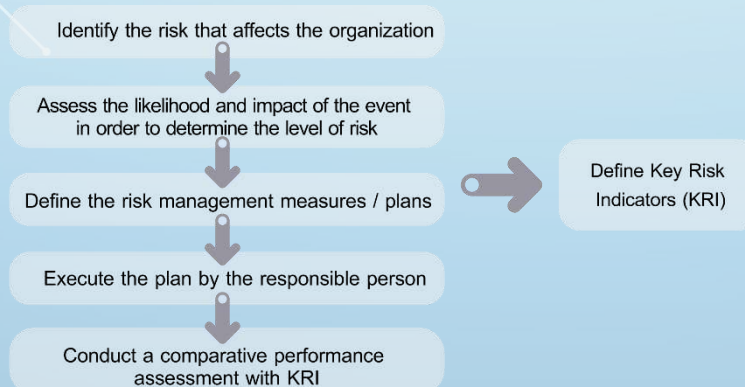 Identify the risk that affects the organization
Assess the likelihood and impact of the event
in order to determine the level of risk
Define the risk management measures / plans
Define Key Risk
Indicators (KRI)
Execute the plan by the responsible person
Conduct a comparative performance
assessment with KRI